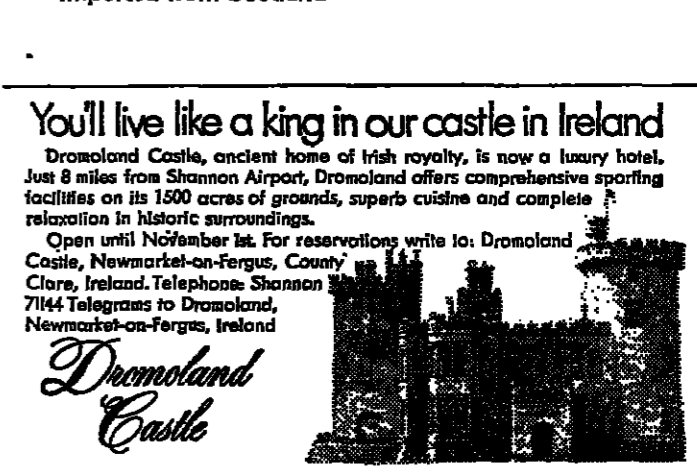 You'll live like a king in our castle in Ireland
Dromoland Castle, ancient home of Irish royalty, is now a luxury hotel.
Just 8 miles from Shannon Airport, Dromoland offers comprehensive sporting
facilities on its 1500 acres of grounds, superb cuisine and complete
relaxation in historic surroundings.
Open until November 1st. For reservations write to: Dromoland
Castle, Newmarket-on-Fergus, County
Clare, Ireland. Telephone: Shannon
71144 Telegrams to Dromoland,
Newmarket-on-Fergus, Ireland
Dromoland
Castle